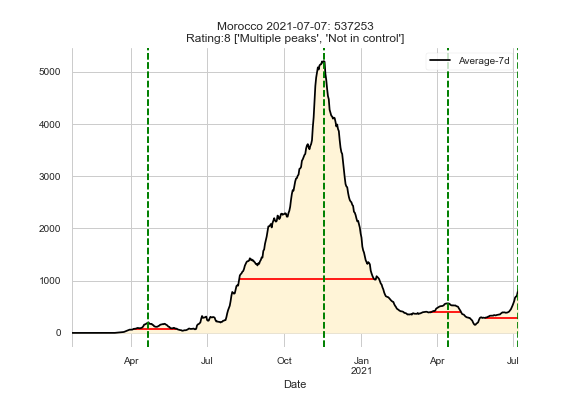 Morocco 2021-07-07: 537253
Rating:8 ['Multiple peaks', 'Not in control']
Average-7d
5000
4000
3000
2000
1000
0
Apr
Jul
Oct
Jan
2021
Apr
Jul
Date